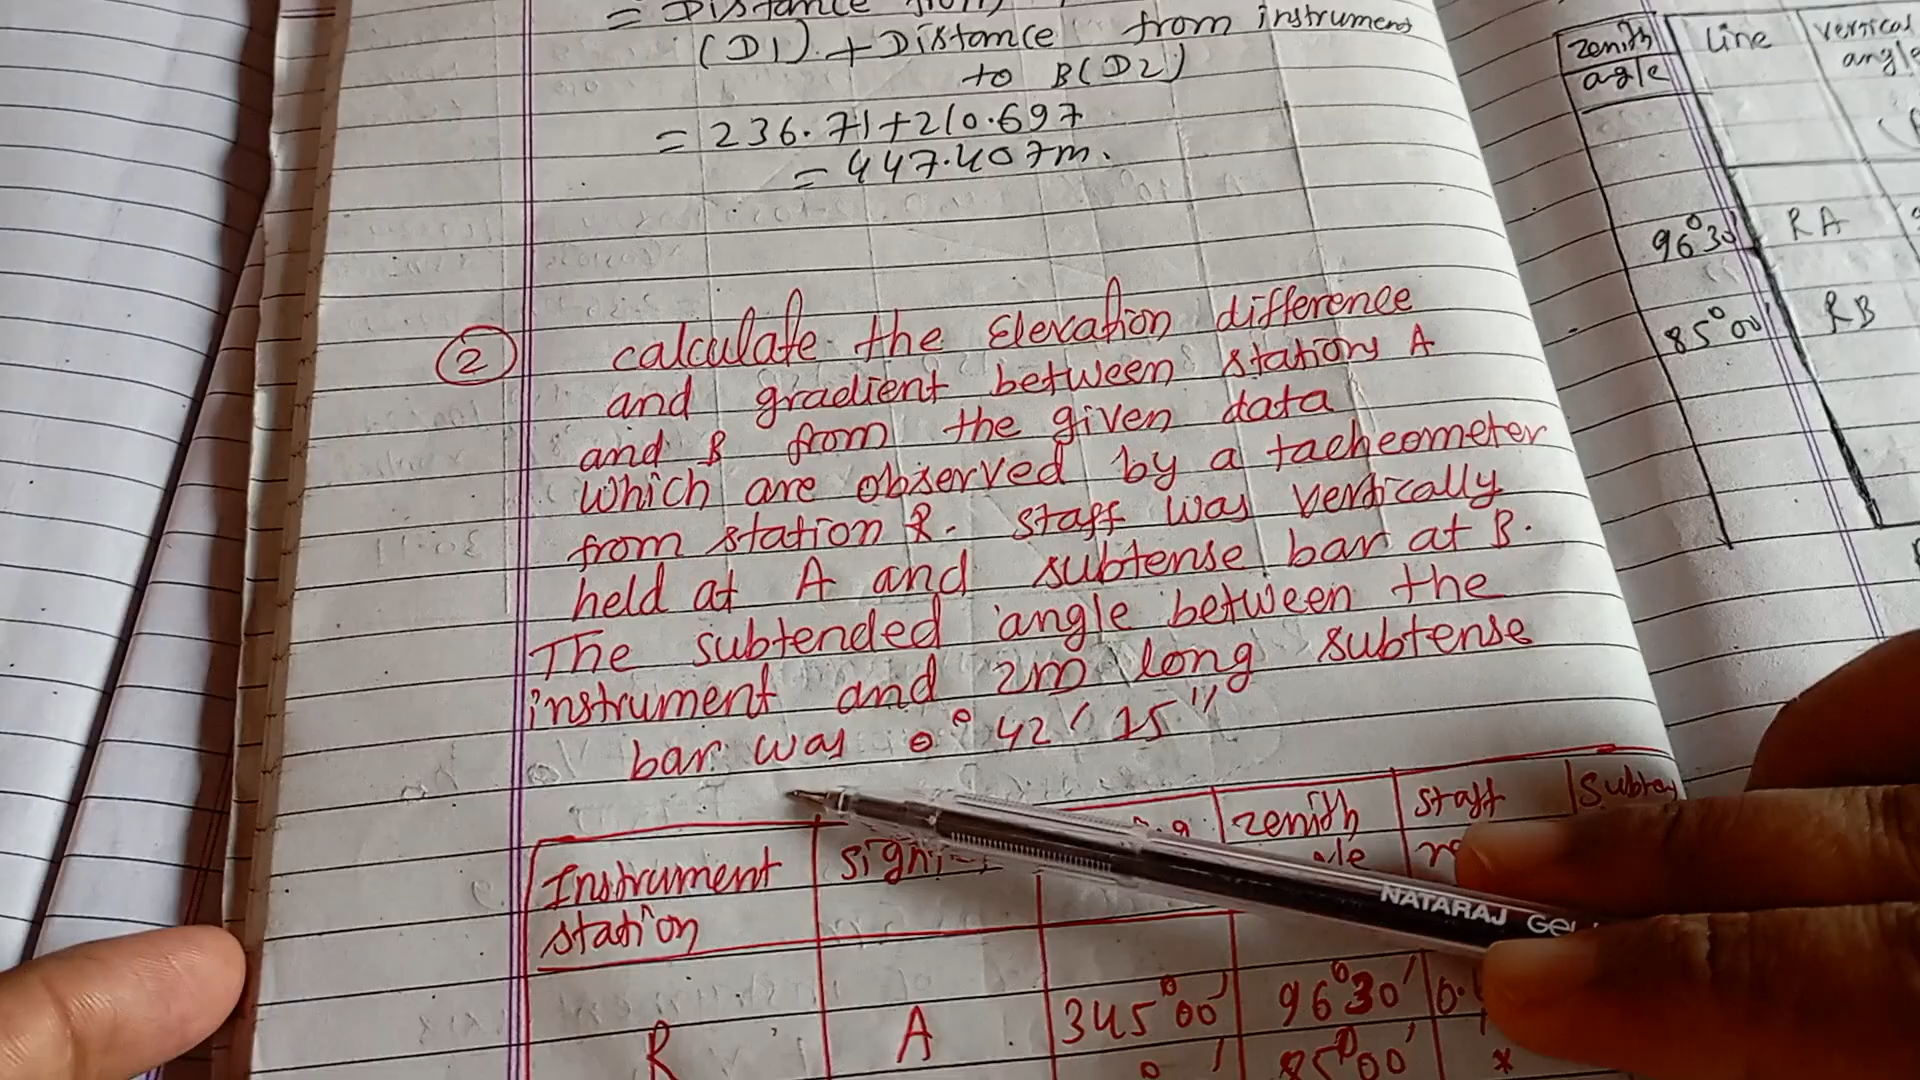 = Distance from
(D1) + Distance from instrument
to B(D2)
= 236.71+210.697
= 447.407m.
② calculate the Elevation difference
and gradient between stations A
and B from the given data
which are observed by a tacheometer
from station R. Staff was vertically
held at A and subtense bar at B.
The subtended angle between the
instrument and 2m long subtense
bar was 0° 42' 15"
Instrument station
zenith
staff
R A 345°00' 96°30' 0.
85°00' *
zenith agle Line vertical angle
96°30' RA
85°00' RB
NATARAJ